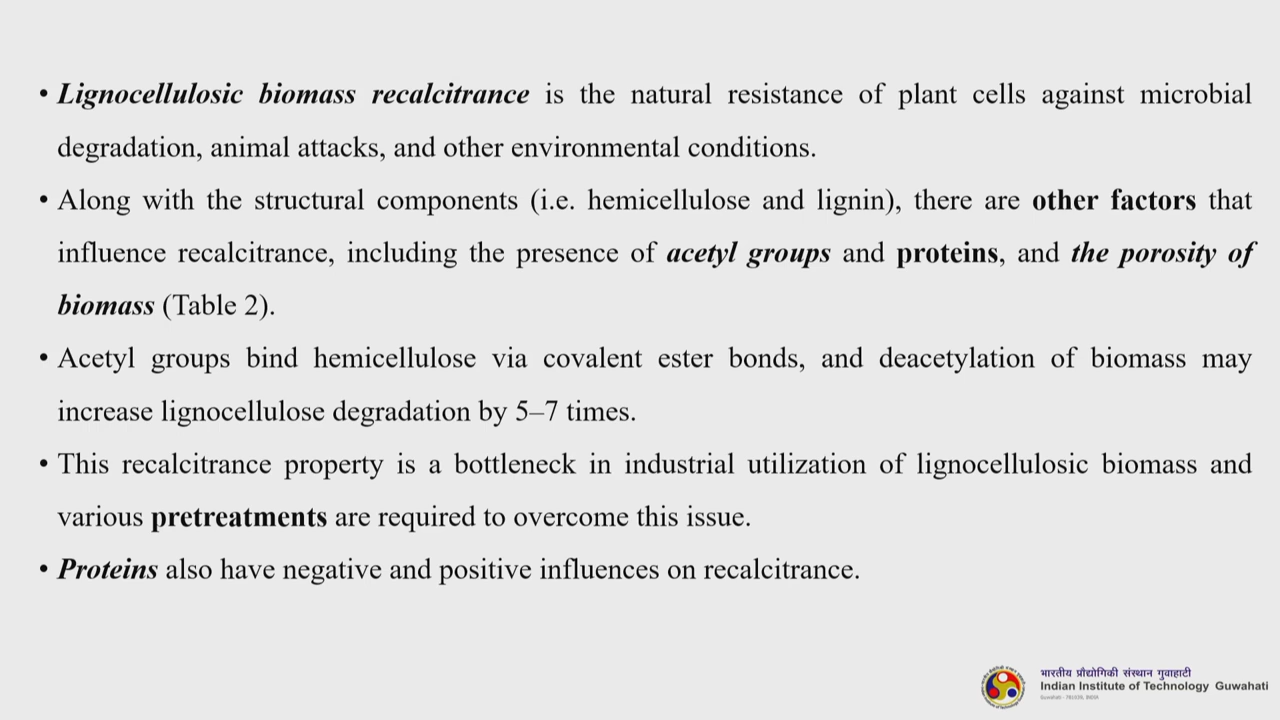 • Lignocellulosic biomass recalcitrance is the natural resistance of plant cells against microbial
degradation, animal attacks, and other environmental conditions.
• Along with the structural components (i.e. hemicellulose and lignin), there are other factors that
influence recalcitrance, including the presence of acetyl groups and proteins, and the porosity of
biomass (Table 2).
• Acetyl groups bind hemicellulose via covalent ester bonds, and deacetylation of biomass may
increase lignocellulose degradation by 5–7 times.
• This recalcitrance property is a bottleneck in industrial utilization of lignocellulosic biomass and
various pretreatments are required to overcome this issue.
• Proteins also have negative and positive influences on recalcitrance.
भारतीय प्रौद्योगिकी संस्थान गुवाहाटी
Indian Institute of Technology Guwahati
Guwahati - 781039, INDIA